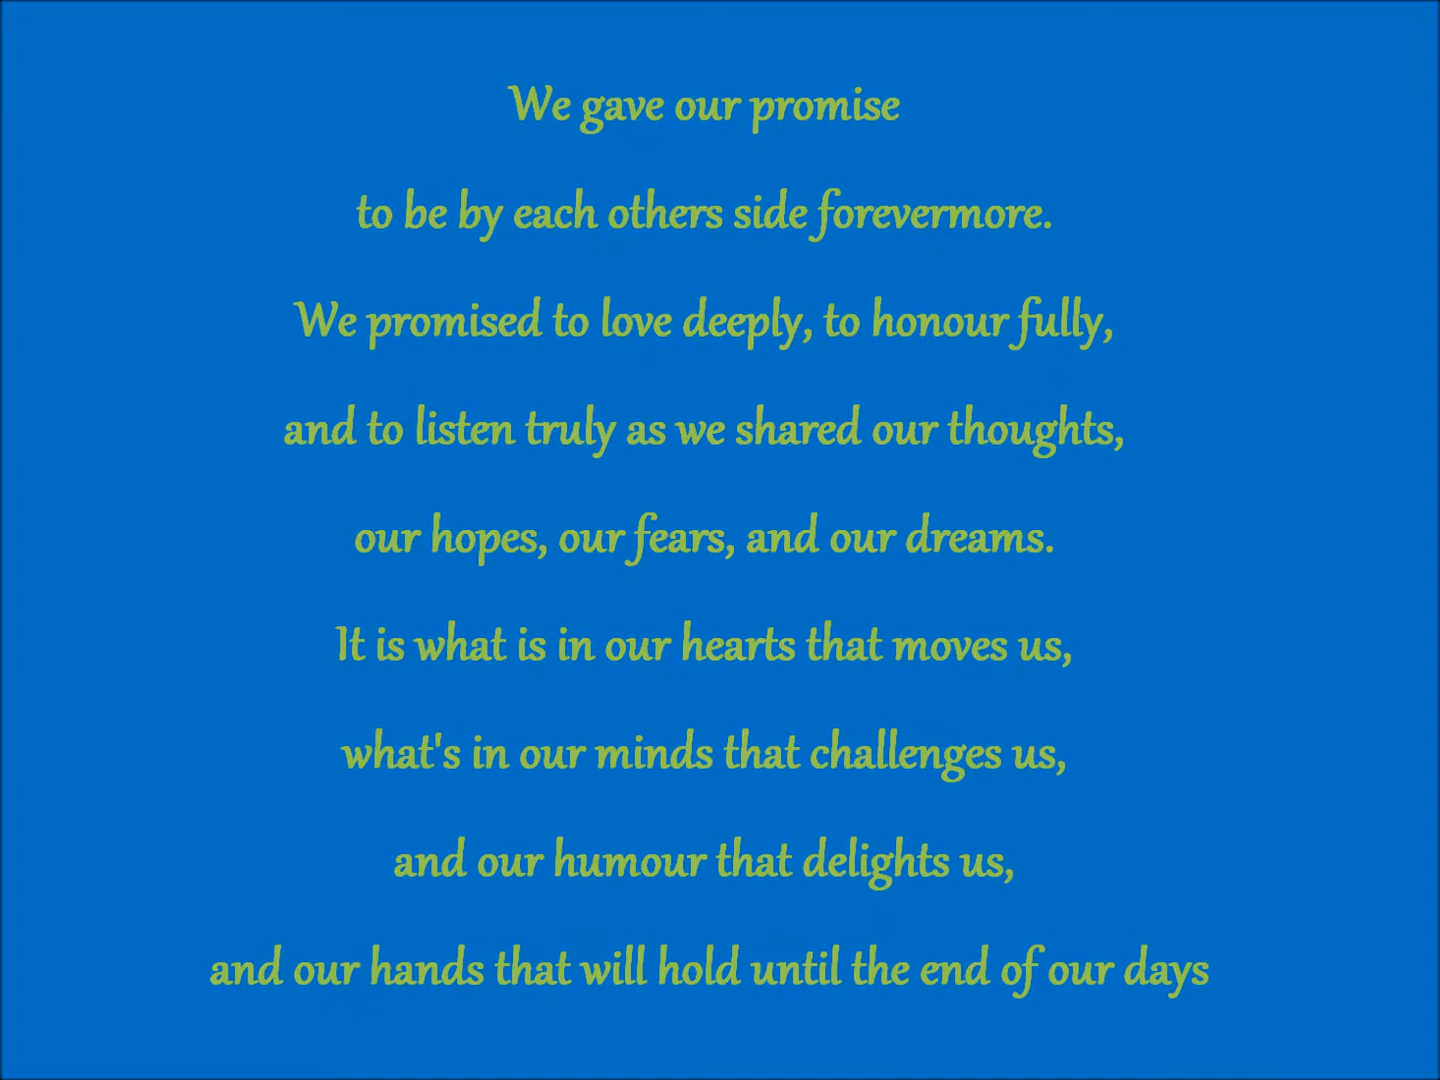 We gave our promise
to be by each others side forevermore.
We promised to love deeply, to honour fully,
and to listen truly as we shared our thoughts,
our hopes, our fears, and our dreams.
It is what is in our hearts that moves us,
what's in our minds that challenges us,
and our humour that delights us,
and our hands that will hold until the end of our days